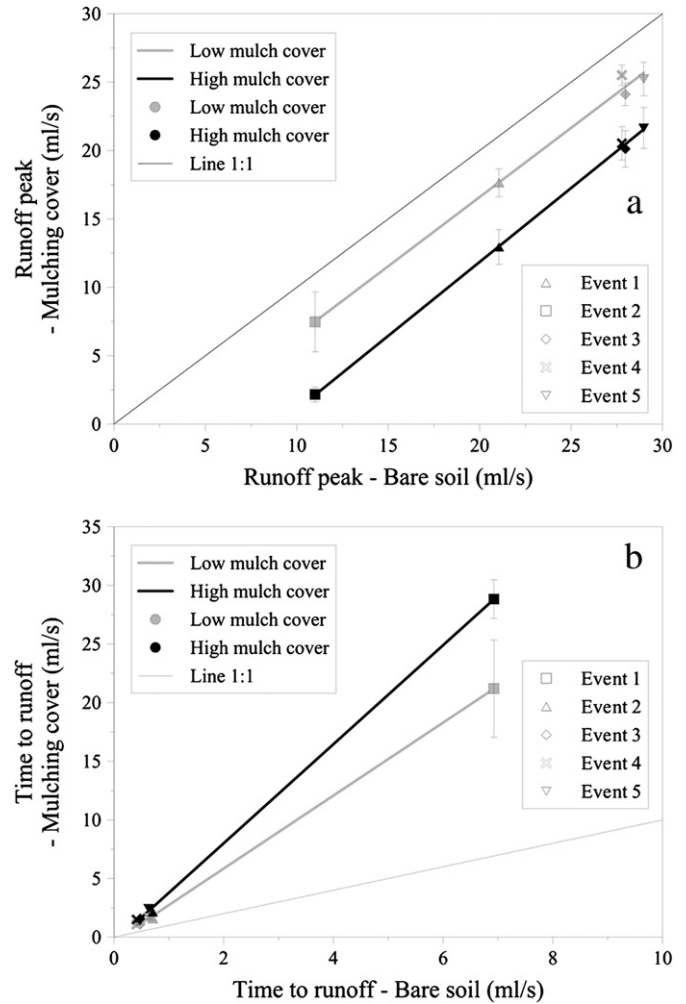 30
25
20
15
10
5
0
Runoff peak
- Mulching cover (ml/s)
Low mulch cover
High mulch cover
Low mulch cover
High mulch cover
Line 1:1
a
Event 1
Event 2
Event 3
Event 4
Event 5
0 5 10 15 20 25 30
Runoff peak - Bare soil (ml/s)
35
30
25
20
15
10
5
0
Time to runoff
- Mulching cover (ml/s)
Low mulch cover
High mulch cover
Low mulch cover
High mulch cover
Line 1:1
b
Event 1
Event 2
Event 3
Event 4
Event 5
0 2 4 6 8 10
Time to runoff - Bare soil (ml/s)